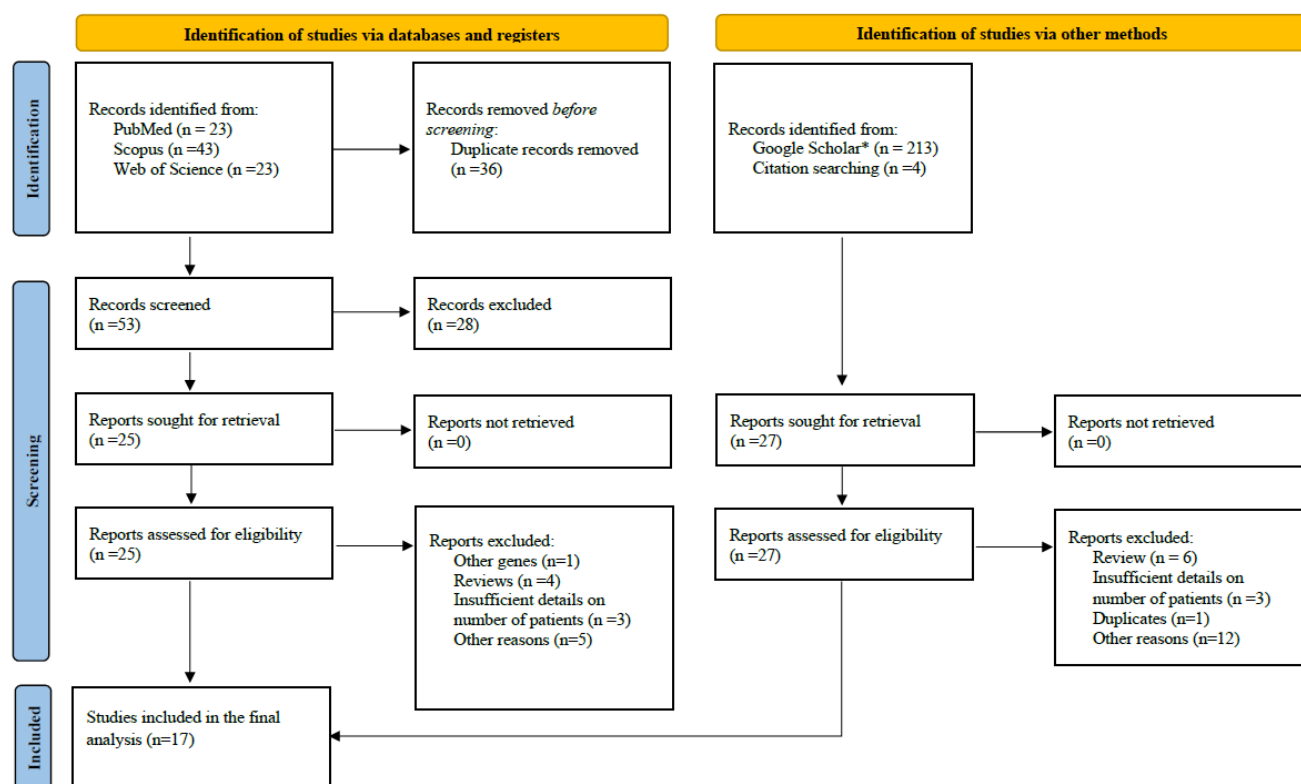 Identification of studies via databases and registers
Identification of studies via other methods
Identification
Records identified from:
PubMed (n = 23)
Scopus (n =43)
Web of Science (n =23)
Records removed before
screening:
Duplicate records removed
(n =36)
Records identified from:
Google Scholar* (n = 213)
Citation searching (n =4)
Screening
Records screened
(n =53)
Records excluded
(n =28)
Reports sought for retrieval
(n =25)
Reports not retrieved
(n =0)
Reports sought for retrieval
(n =27)
Reports not retrieved
(n =0)
Reports assessed for eligibility
(n =25)
Reports excluded:
Other genes (n=1)
Reviews (n =4)
Insufficient details on
number of patients (n =3)
Other reasons (n=5)
Reports assessed for eligibility
(n =27)
Reports excluded:
Review (n = 6)
Insufficient details on
number of patients (n =3)
Duplicates (n=1)
Other reasons (n=12)
Included
Studies included in the final
analysis (n=17)